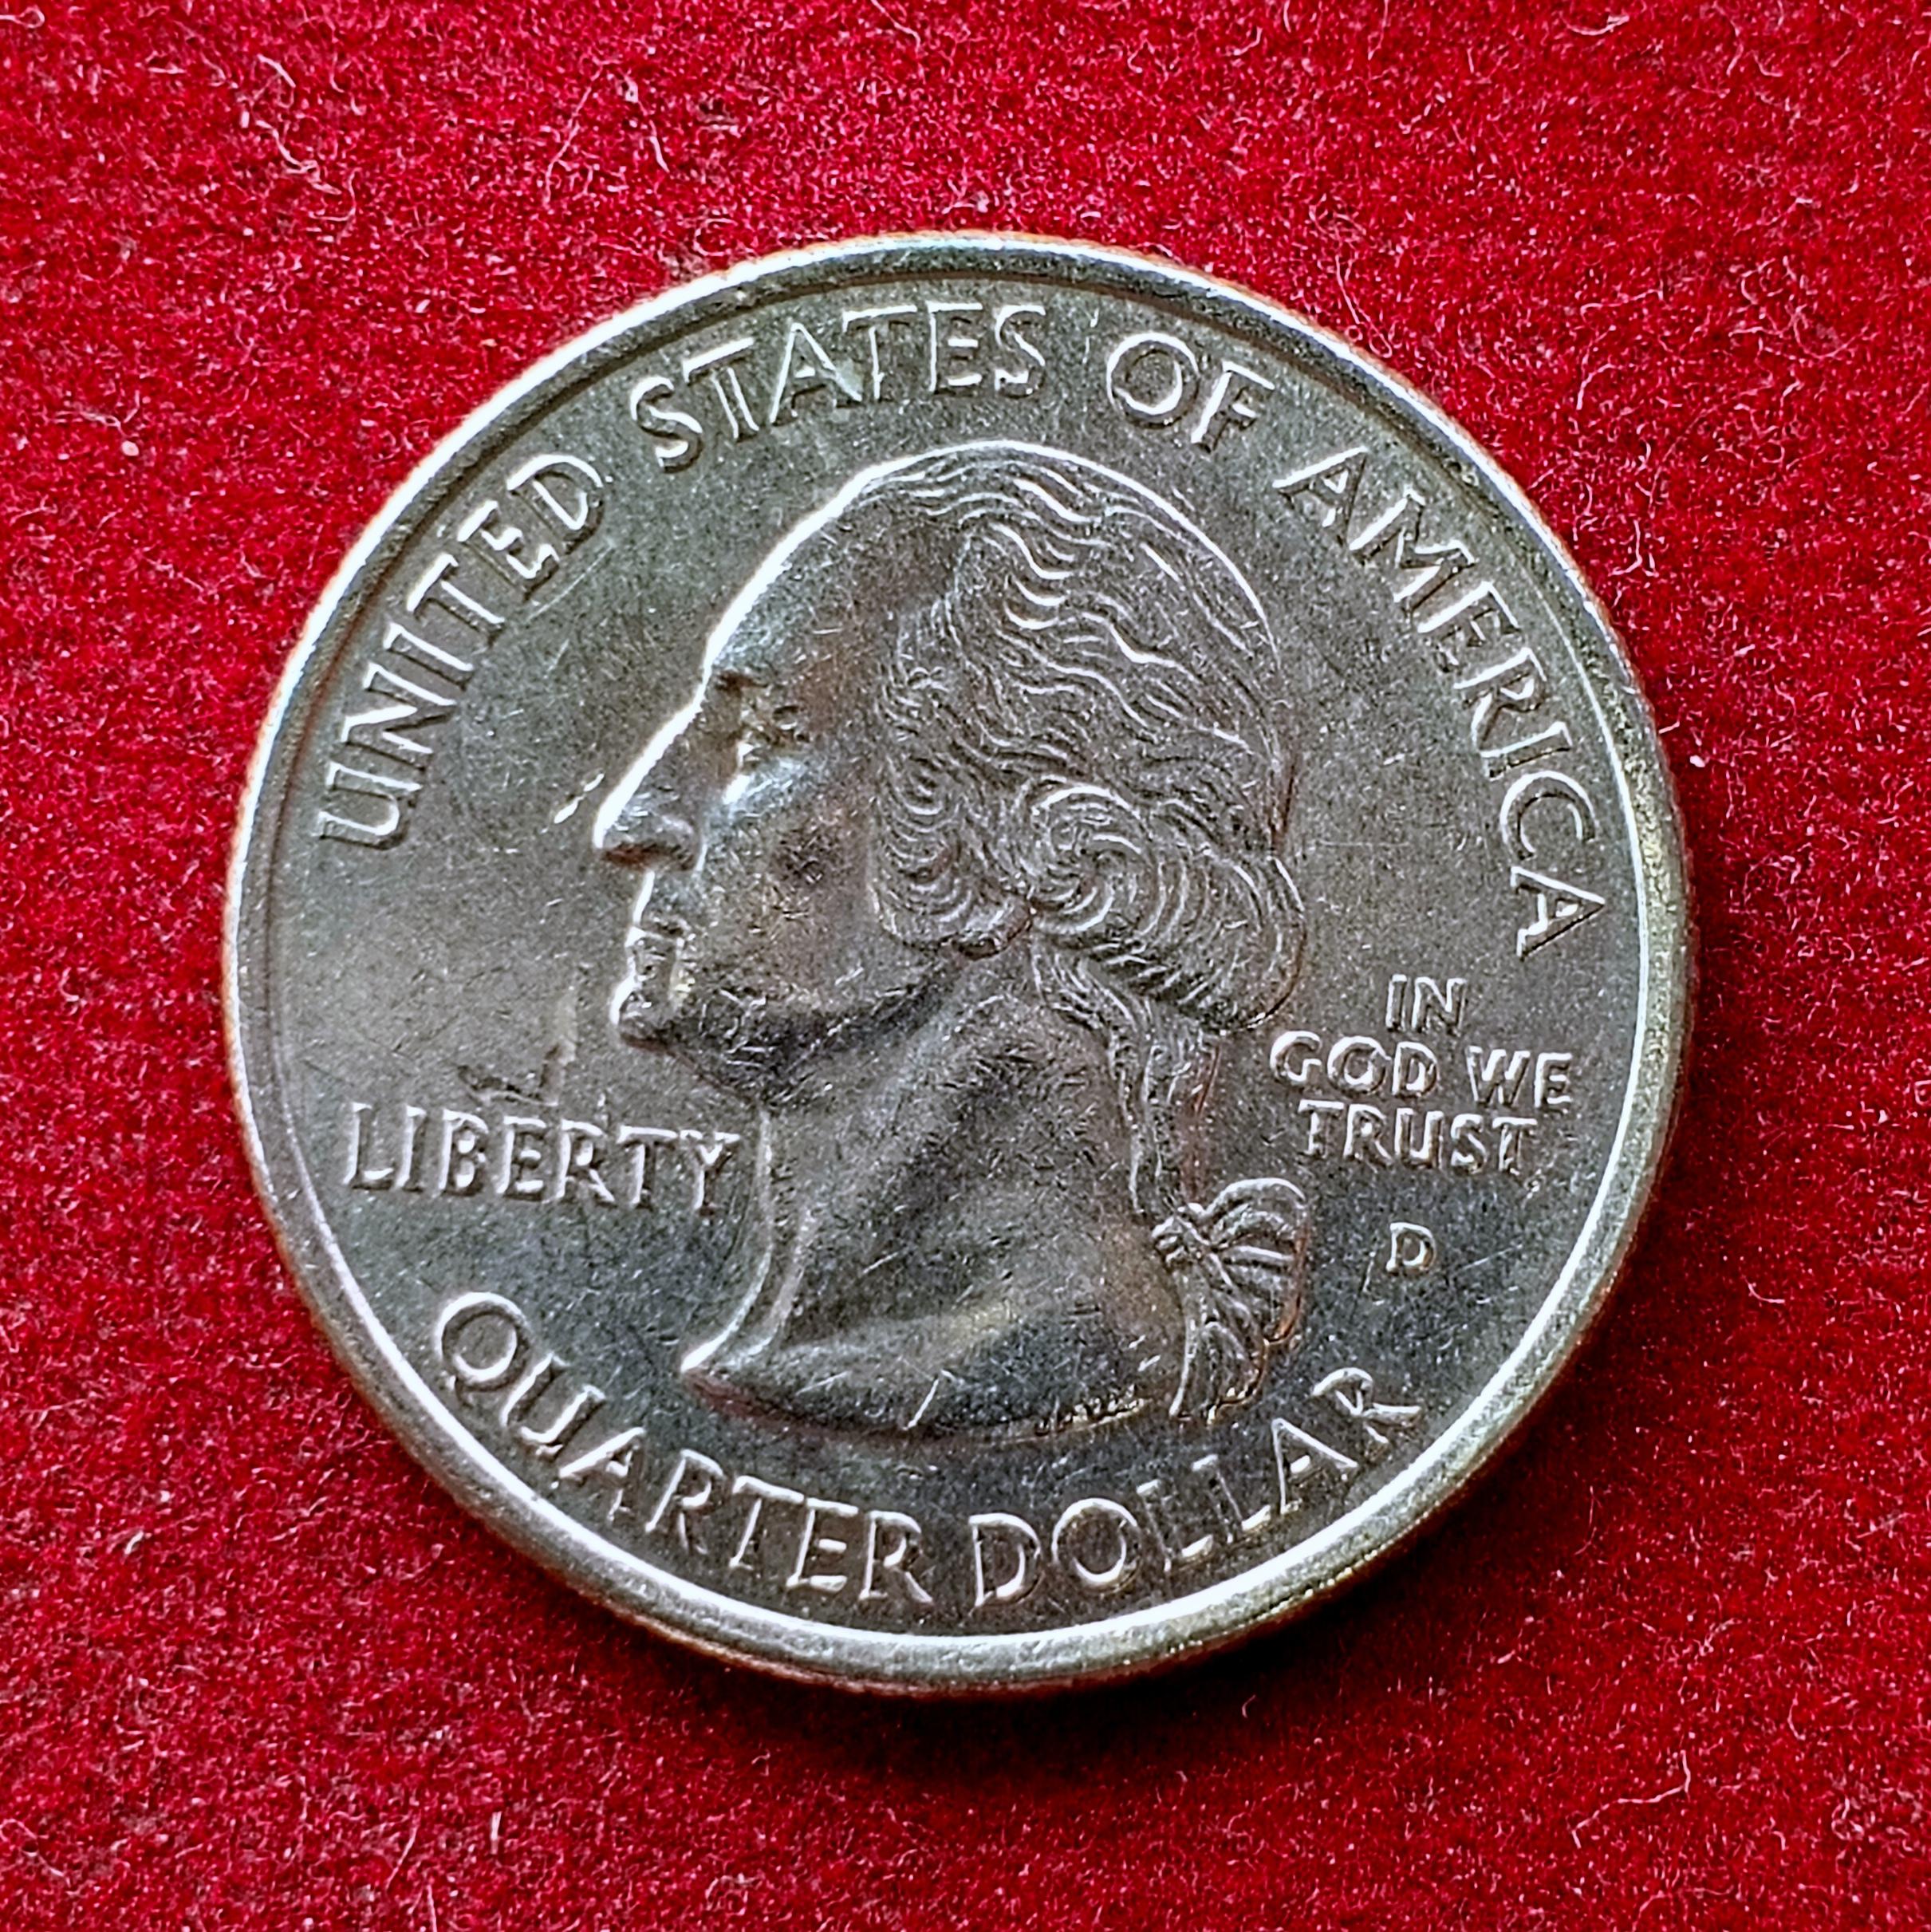 UNITED STATES OF AMERICA
LIBERTY
IN
GOD WE
TRUST
D
QUARTER DOLLAR